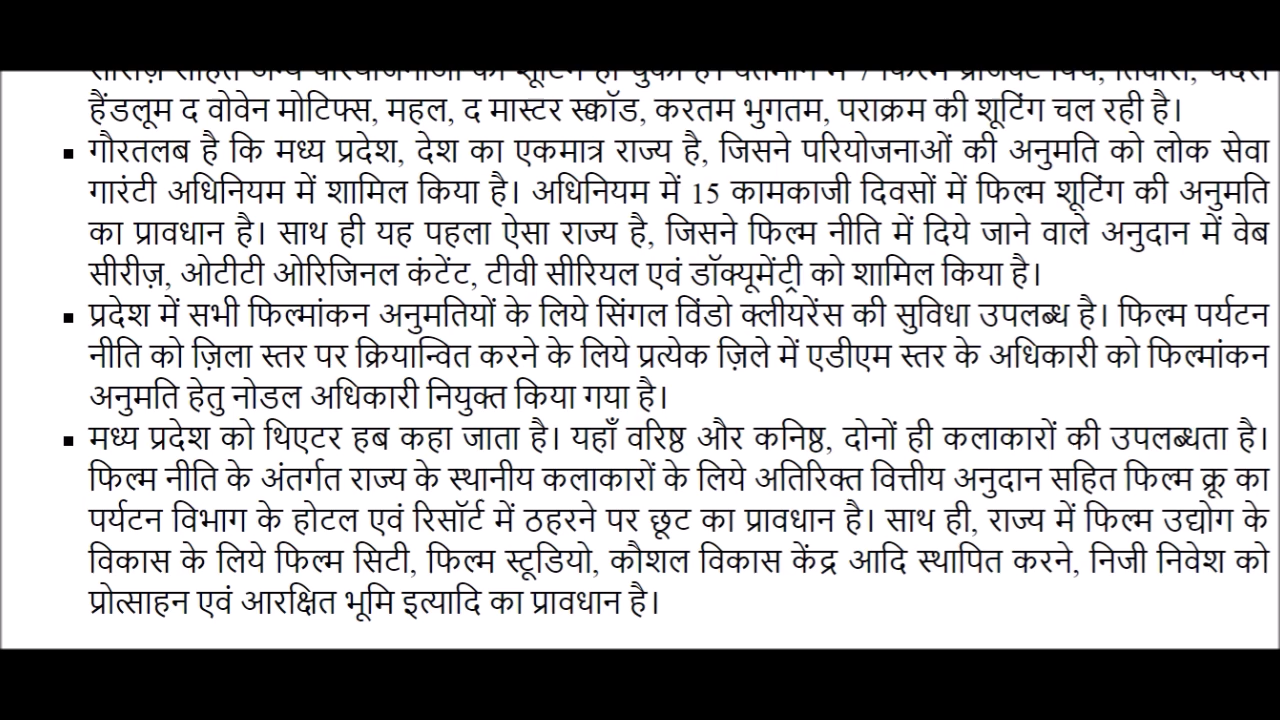 हैंडलूम द वोवेन मोटिफ्स, महल, द मास्टर स्क्वॉड, करतम भुगतम, पराक्रम की शूटिंग चल रही है।
▪ गौरतलब है कि मध्य प्रदेश, देश का एकमात्र राज्य है, जिसने परियोजनाओं की अनुमति को लोक सेवा
गारंटी अधिनियम में शामिल किया है। अधिनियम में 15 कामकाजी दिवसों में फिल्म शूटिंग की अनुमति
का प्रावधान है। साथ ही यह पहला ऐसा राज्य है, जिसने फिल्म नीति में दिये जाने वाले अनुदान में वेब
सीरीज़, ओटीटी ओरिजिनल कंटेंट, टीवी सीरियल एवं डॉक्यूमेंट्री को शामिल किया है।
▪ प्रदेश में सभी फिल्मांकन अनुमतियों के लिये सिंगल विंडो क्लीयरेंस की सुविधा उपलब्ध है। फिल्म पर्यटन
नीति को ज़िला स्तर पर क्रियान्वित करने के लिये प्रत्येक ज़िले में एडीएम स्तर के अधिकारी को फिल्मांकन
अनुमति हेतु नोडल अधिकारी नियुक्त किया गया है।
▪ मध्य प्रदेश को थिएटर हब कहा जाता है। यहाँ वरिष्ठ और कनिष्ठ, दोनों ही कलाकारों की उपलब्धता है।
फिल्म नीति के अंतर्गत राज्य के स्थानीय कलाकारों के लिये अतिरिक्त वित्तीय अनुदान सहित फिल्म क्रू का
पर्यटन विभाग के होटल एवं रिसॉर्ट में ठहरने पर छूट का प्रावधान है। साथ ही, राज्य में फिल्म उद्योग के
विकास के लिये फिल्म सिटी, फिल्म स्टूडियो, कौशल विकास केंद्र आदि स्थापित करने, निजी निवेश को
प्रोत्साहन एवं आरक्षित भूमि इत्यादि का प्रावधान है।